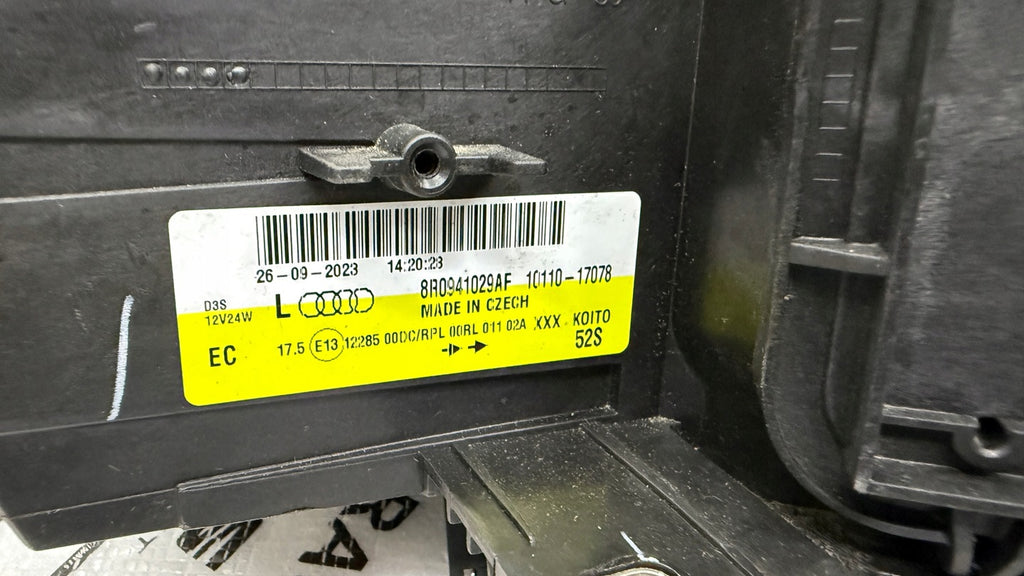 26-09-2023 14:20:23
8R0941029AF 10110-17078
D3S
12V24W
L
MADE IN CZECH
EC
17.5 E13 12285 00DC/RPL 00RL 011 02A XXX KOITO
52S